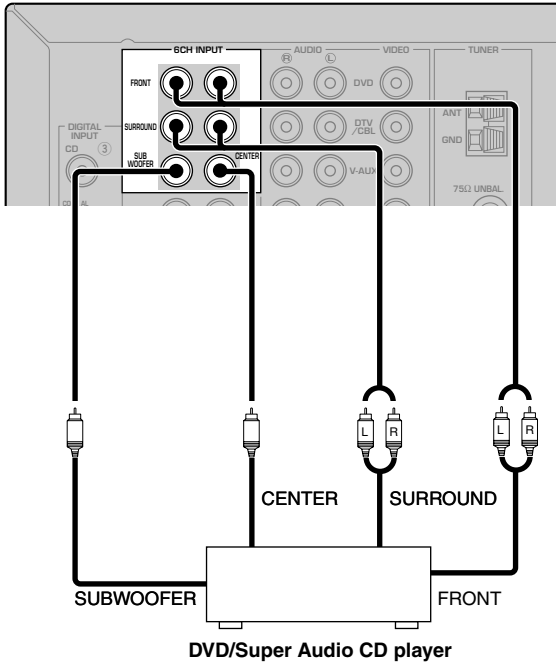 6CH INPUT
AUDIO
VIDEO
TUNER
R
L
FRONT
DVD
ANT
DIGITAL
INPUT
SURROUND
DTV
/CBL
GND
CD
3
SUB
WOOFER
CENTER
V-AUX
75Ω UNBAL.
L
R
L
R
CENTER
SURROUND
SUBWOOFER
FRONT
DVD/Super Audio CD player